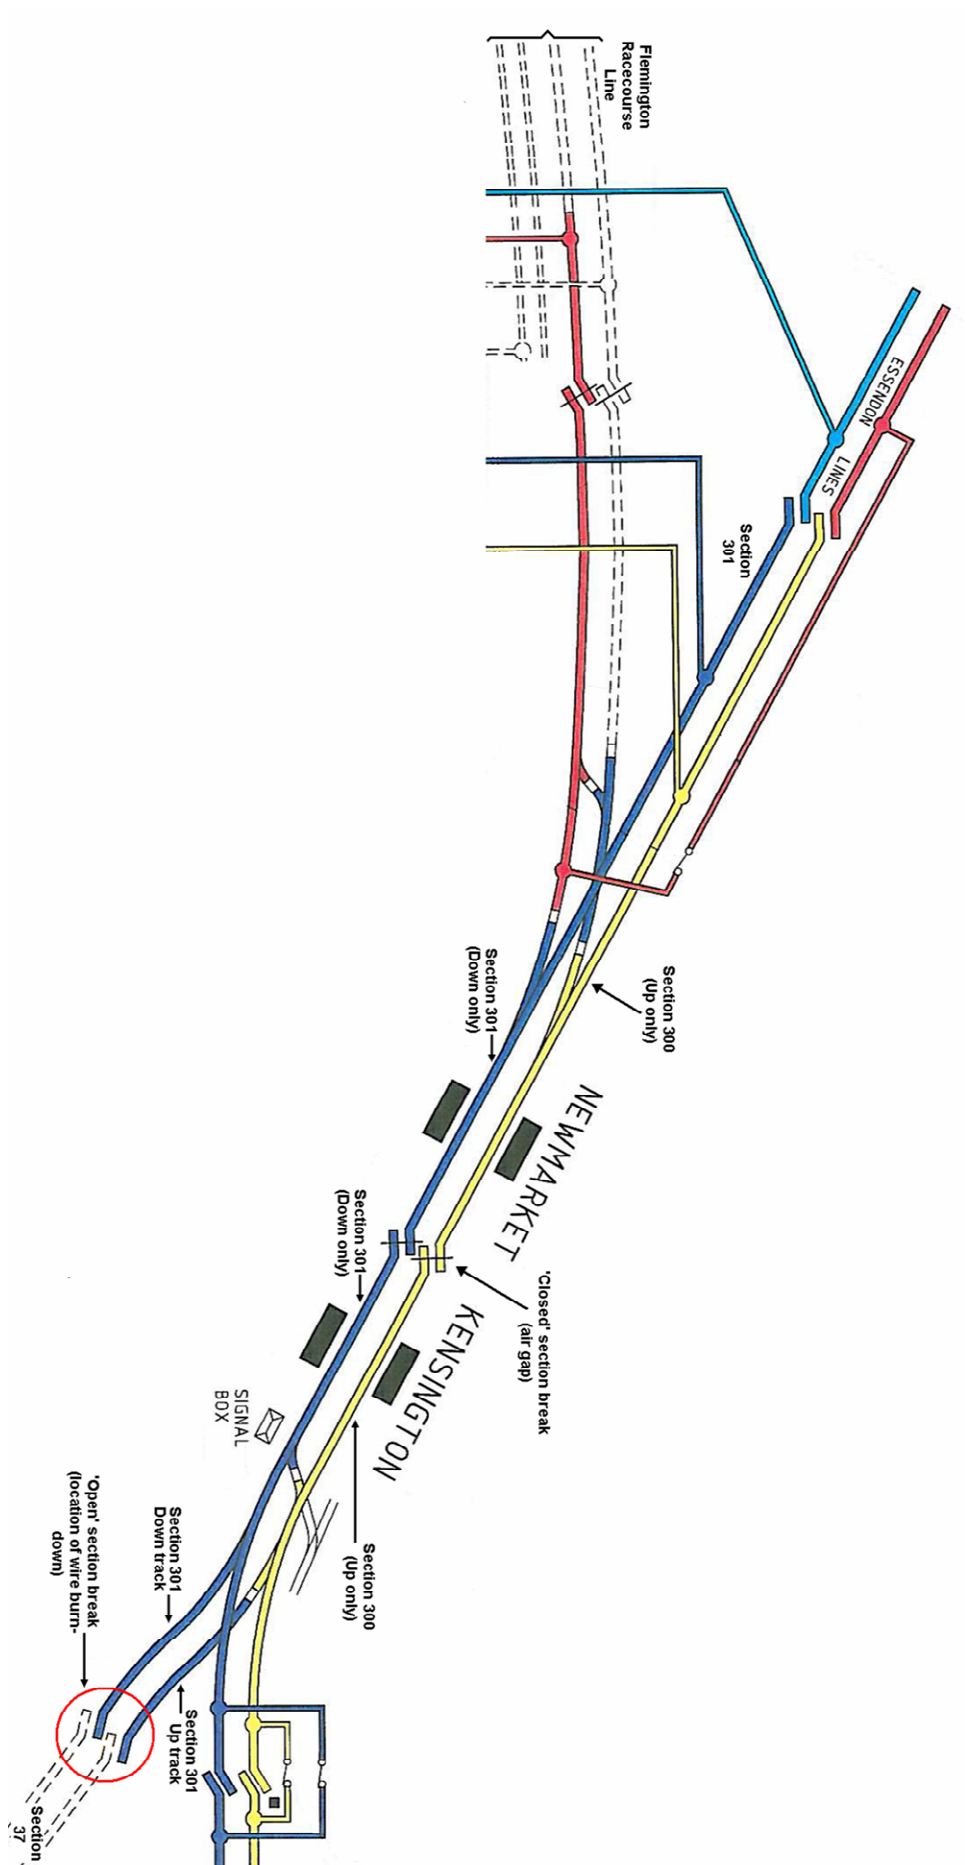 Flemington
Racecourse
Line
ESSENDON
LINES
Section
301
Section 301
(Down only)
Section 300
(Up only)
NEWMARKET
Section 301
(Down only)
'Closed' section break
(air gap)
KENSINGTON
SIGNAL
BOX
'Open' section break
(location of wire burn-
down)
Section 301
Down track
Section 300
(Up only)
Section 301
Up track
Section
37